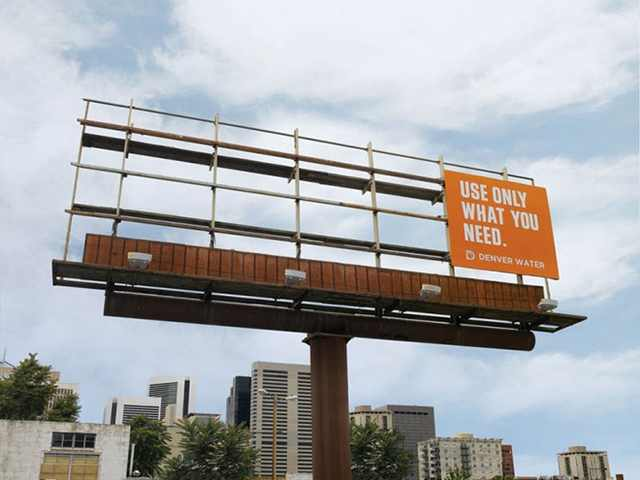 USE ONLY
WHAT YOU
NEED.
DENVER WATER